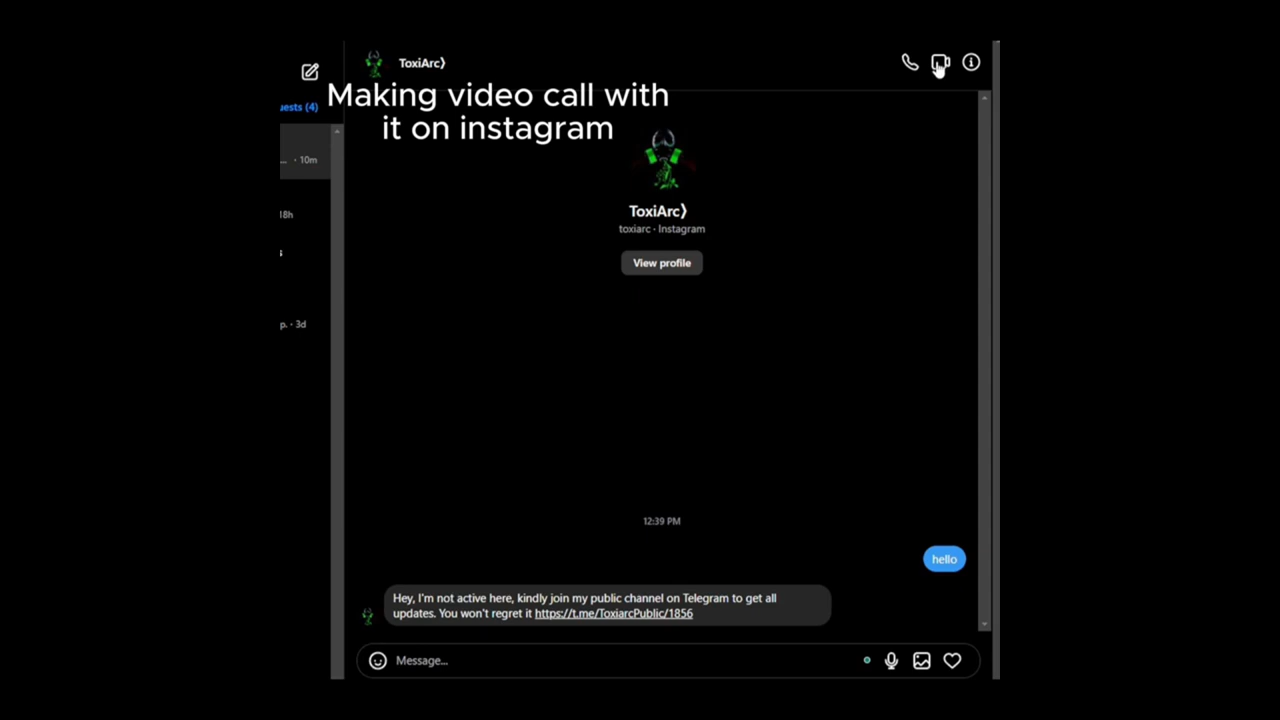 ToxiArc⟩
uests (4)
Making video call with
it on instagram
... · 10m
18h
s
p. · 3d
ToxiArc⟩
toxiarc · Instagram
View profile
12:39 PM
hello
Hey, I'm not active here, kindly join my public channel on Telegram to get all
updates. You won't regret it https://t.me/ToxiarcPublic/1856
Message...